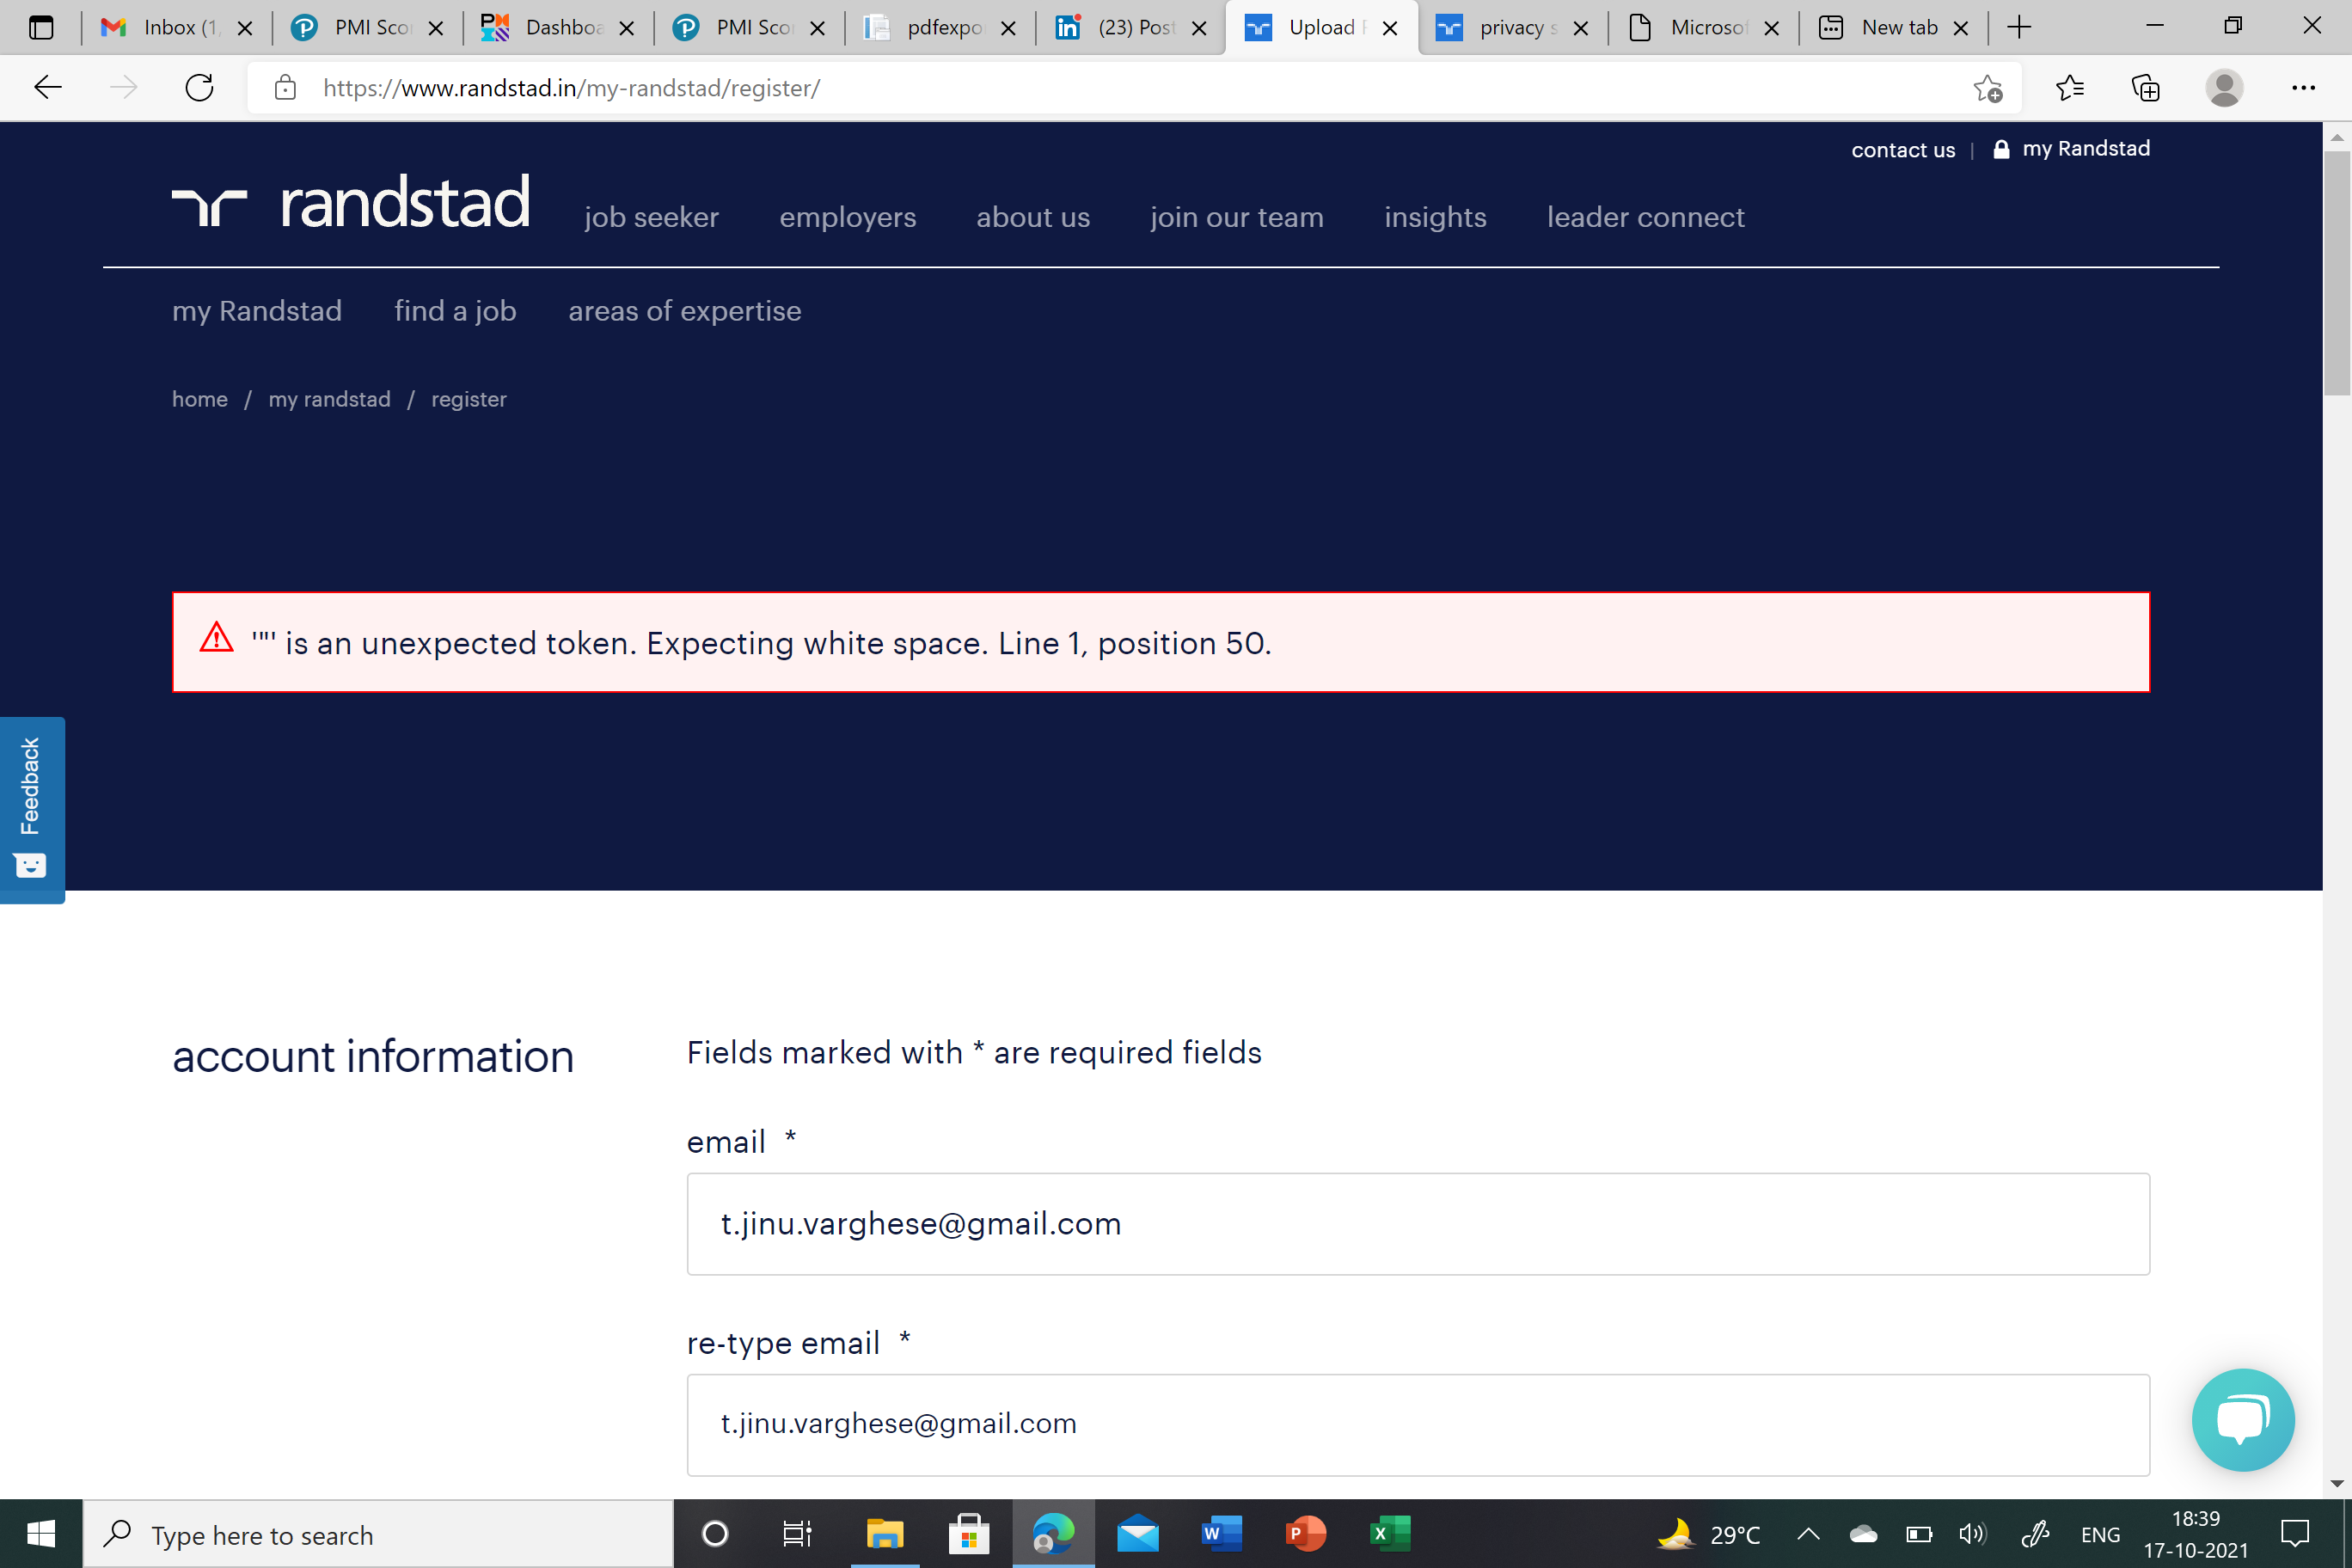 Inbox (1,
PMI Sco
Dashboa
PMI Sco
pdfexpo
(23) Post
Upload
privacy s
Microsof
New tab
https://www.randstad.in/my-randstad/register/
contact us | my Randstad
randstad
job seeker employers about us join our team insights leader connect
my Randstad find a job areas of expertise
home / my randstad / register
'"' is an unexpected token. Expecting white space. Line 1, position 50.
Feedback
account information
Fields marked with * are required fields
email *
t.jinu.varghese@gmail.com
re-type email *
t.jinu.varghese@gmail.com
Type here to search
29°C
ENG
18:39
17-10-2021